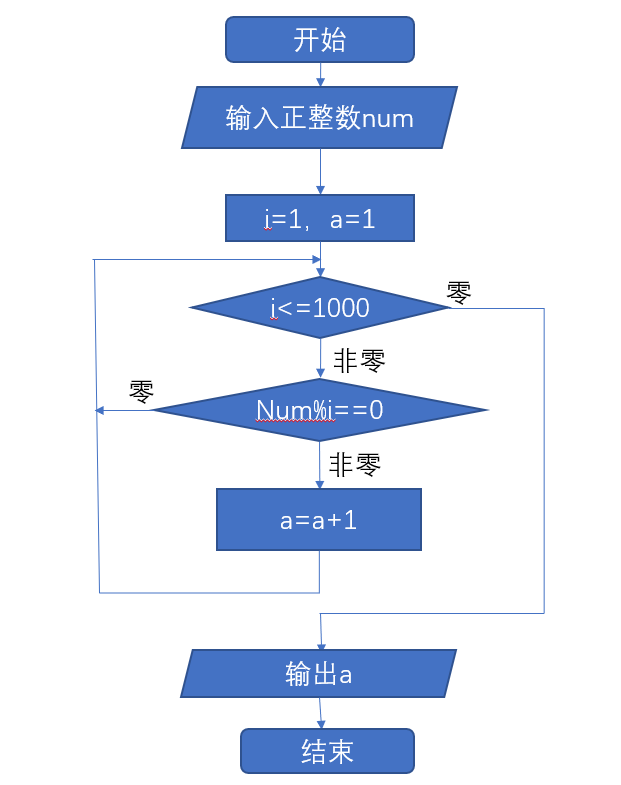 开始
输入正整数num
i=1，a=1
i<=1000
零
非零
零
Num%i==0
非零
a=a+1
输出a
结束